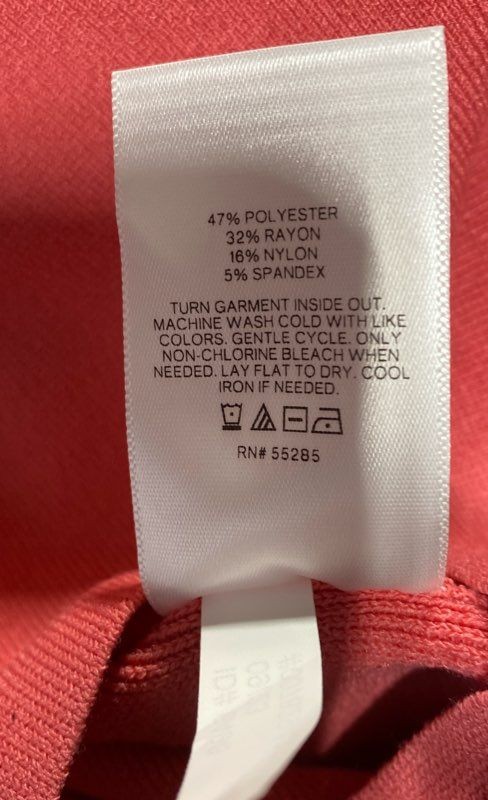 47% POLYESTER
32% RAYON
16% NYLON
5% SPANDEX
TURN GARMENT INSIDE OUT.
MACHINE WASH COLD WITH LIKE
COLORS. GENTLE CYCLE. ONLY
NON-CHLORINE BLEACH WHEN
NEEDED. LAY FLAT TO DRY. COOL
IRON IF NEEDED.
RN# 55285